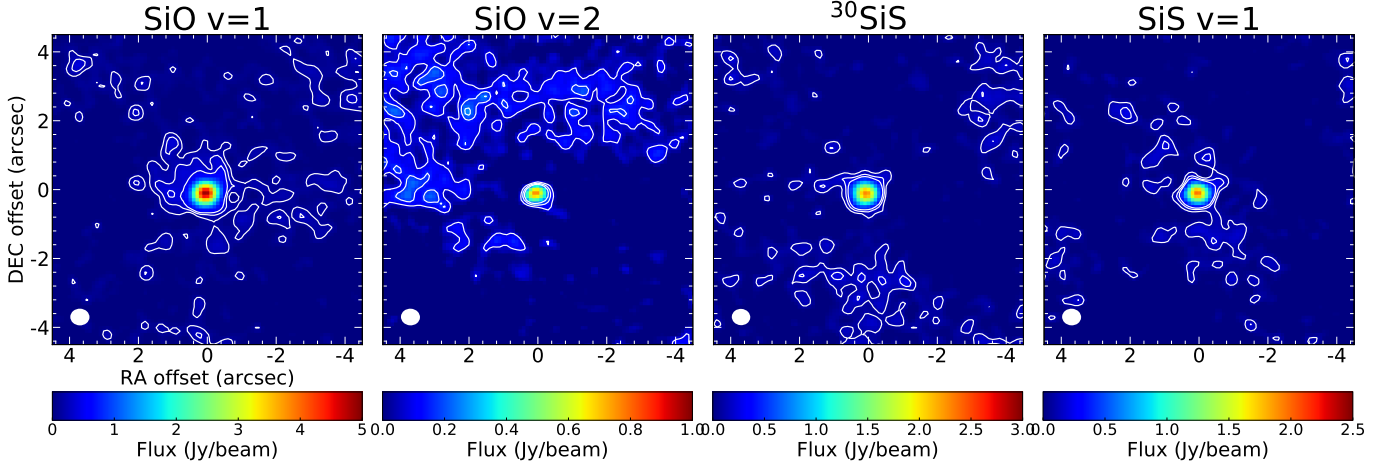 SiO v=1 SiO v=2 ³⁰SiS SiS v=1
DEC offset (arcsec)
4
2
0
-2
-4
4 2 0 -2 -4 4 2 0 -2 -4 4 2 0 -2 -4 4 2 0 -2 -4
RA offset (arcsec)
0 1 2 3 4 5 0.0 0.2 0.4 0.6 0.8 1.0 0.0 0.5 1.0 1.5 2.0 2.5 3.0 0.0 0.5 1.0 1.5 2.0 2.5
Flux (Jy/beam) Flux (Jy/beam) Flux (Jy/beam) Flux (Jy/beam)